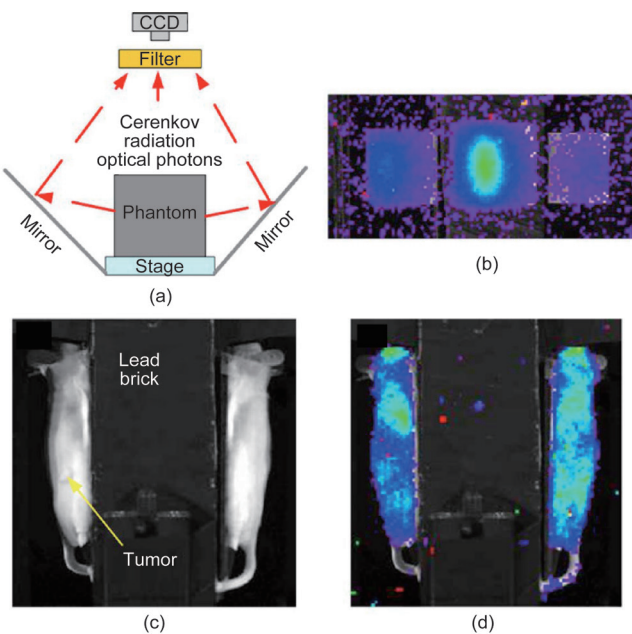 CCD
Filter
Cerenkov
radiation
optical photons
Phantom
Mirror
Mirror
Stage
(a)
(b)
Lead
brick
Tumor
(c)
(d)